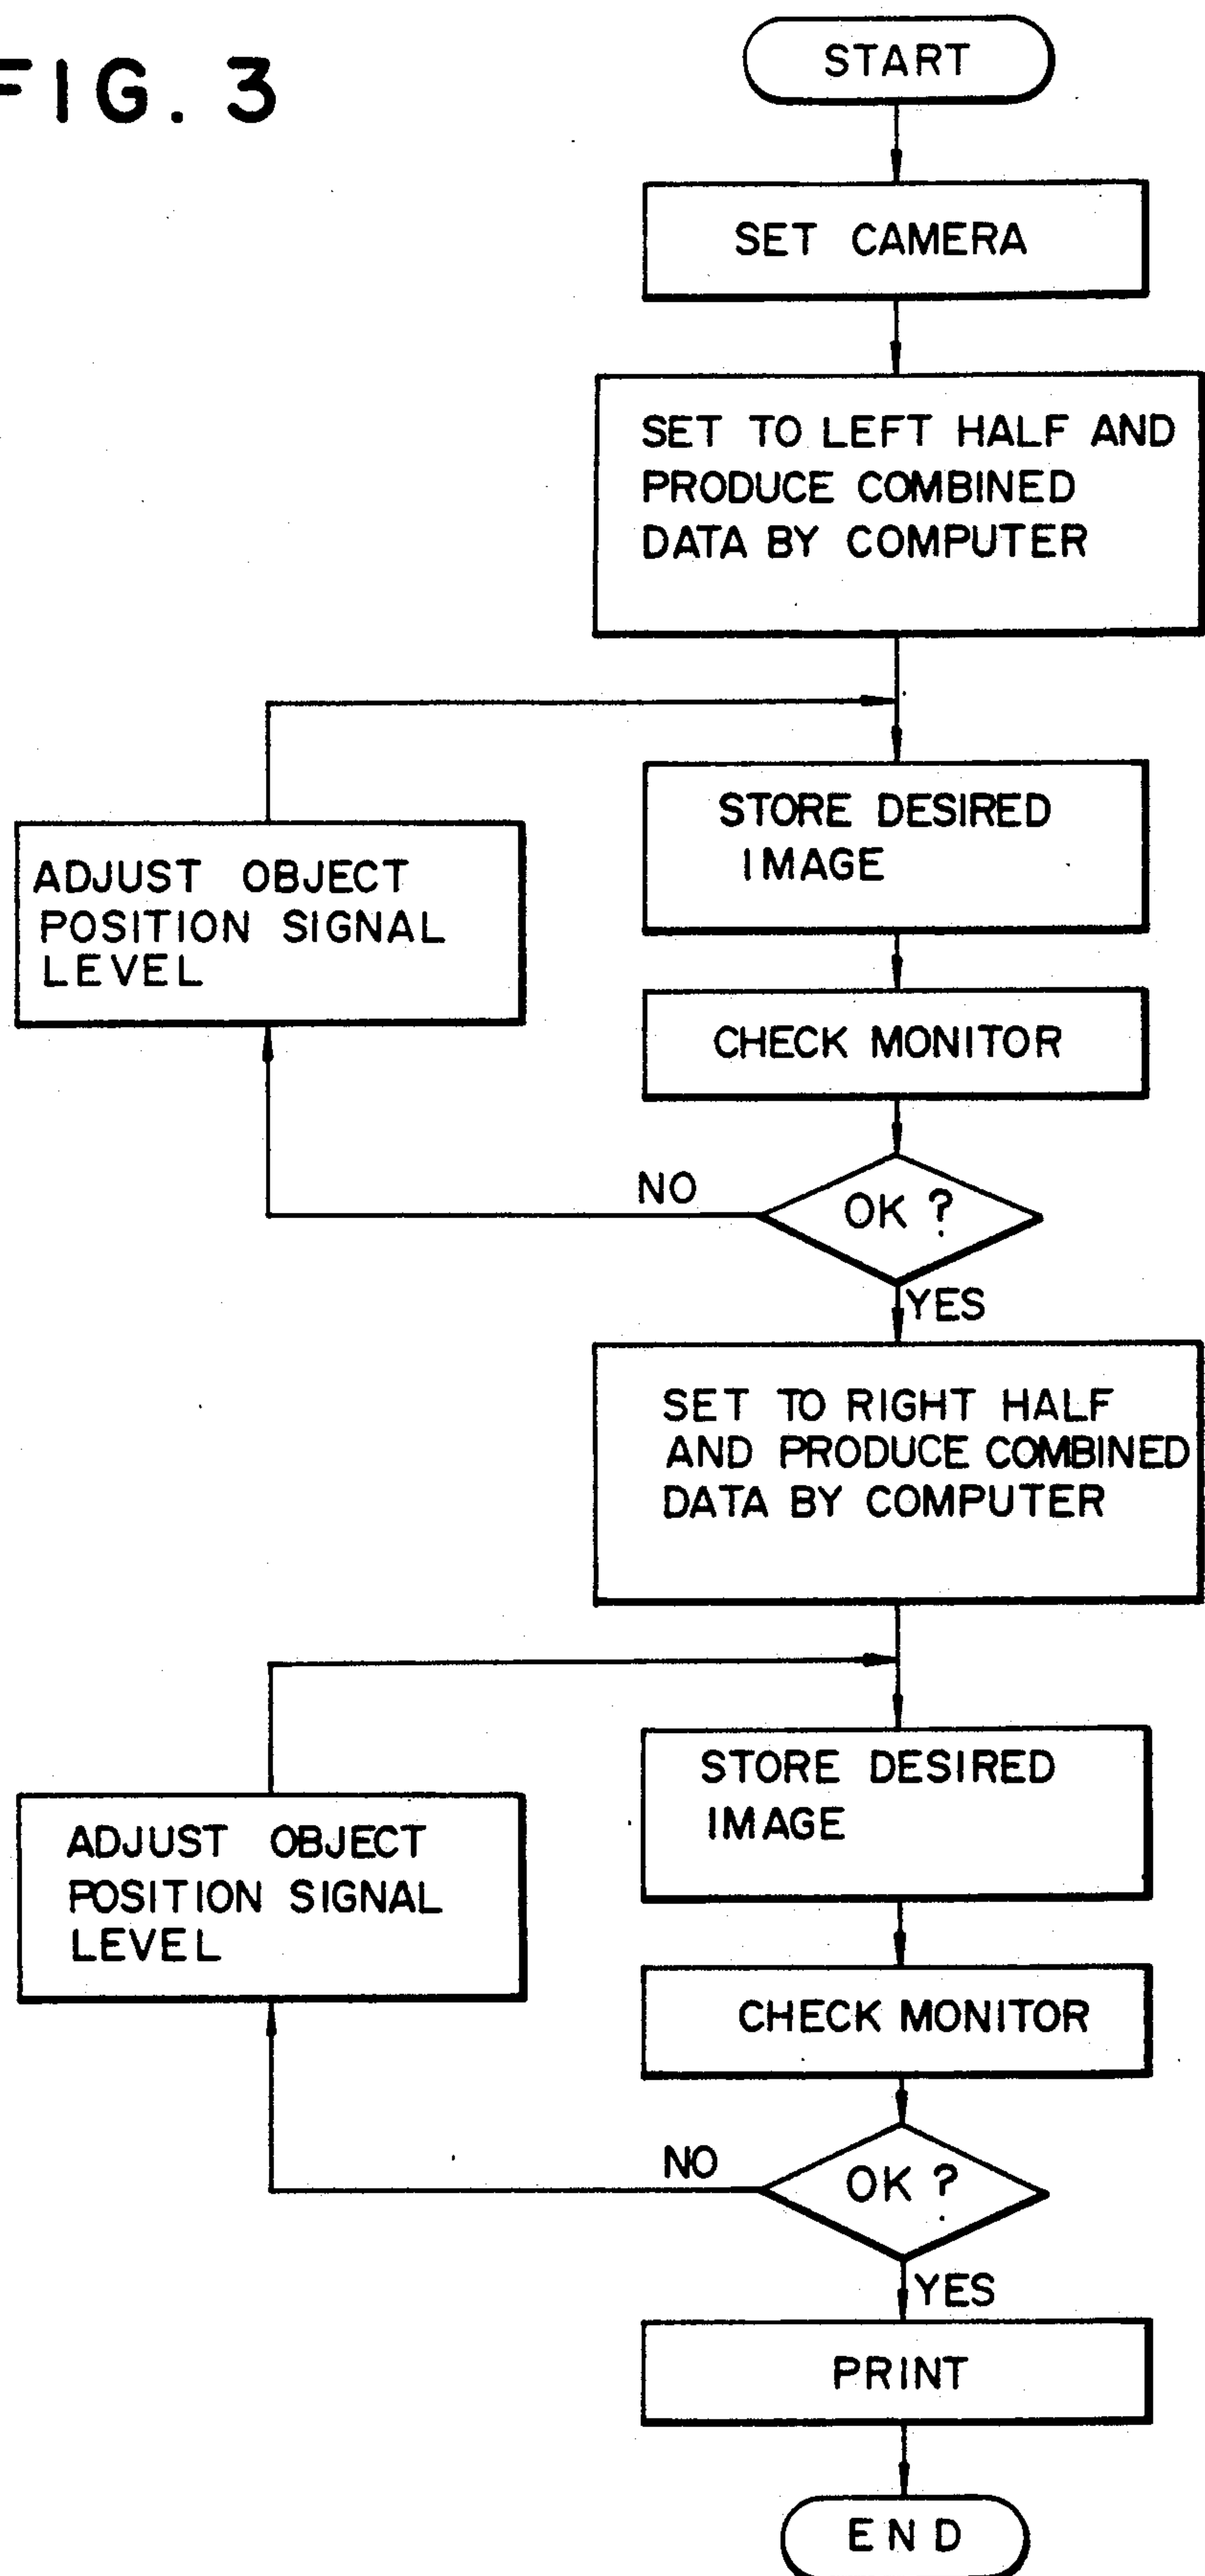 FIG. 3
START
SET CAMERA
SET TO LEFT HALF AND
PRODUCE COMBINED
DATA BY COMPUTER
STORE DESIRED
IMAGE
ADJUST OBJECT
POSITION SIGNAL
LEVEL
CHECK MONITOR
NO
OK ?
YES
SET TO RIGHT HALF
AND PRODUCE COMBINED
DATA BY COMPUTER
STORE DESIRED
IMAGE
ADJUST OBJECT
POSITION SIGNAL
LEVEL
CHECK MONITOR
NO
OK ?
YES
PRINT
END